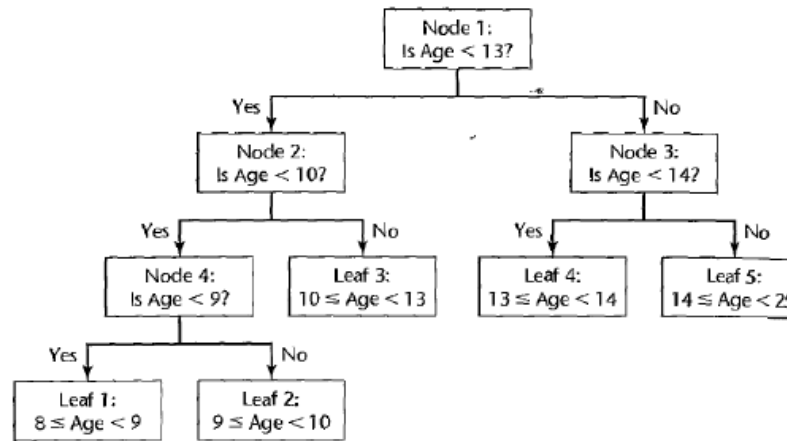 Node 1:
Is Age < 13?
Yes
No
Node 2:
Is Age < 10?
Node 3:
Is Age < 14?
Yes
No
Yes
No
Node 4:
Is Age < 9?
Leaf 3:
10 ≤ Age < 13
Leaf 4:
13 ≤ Age < 14
Leaf 5:
14 ≤ Age < 25
Yes
No
Leaf 1:
8 ≤ Age < 9
Leaf 2:
9 ≤ Age < 10